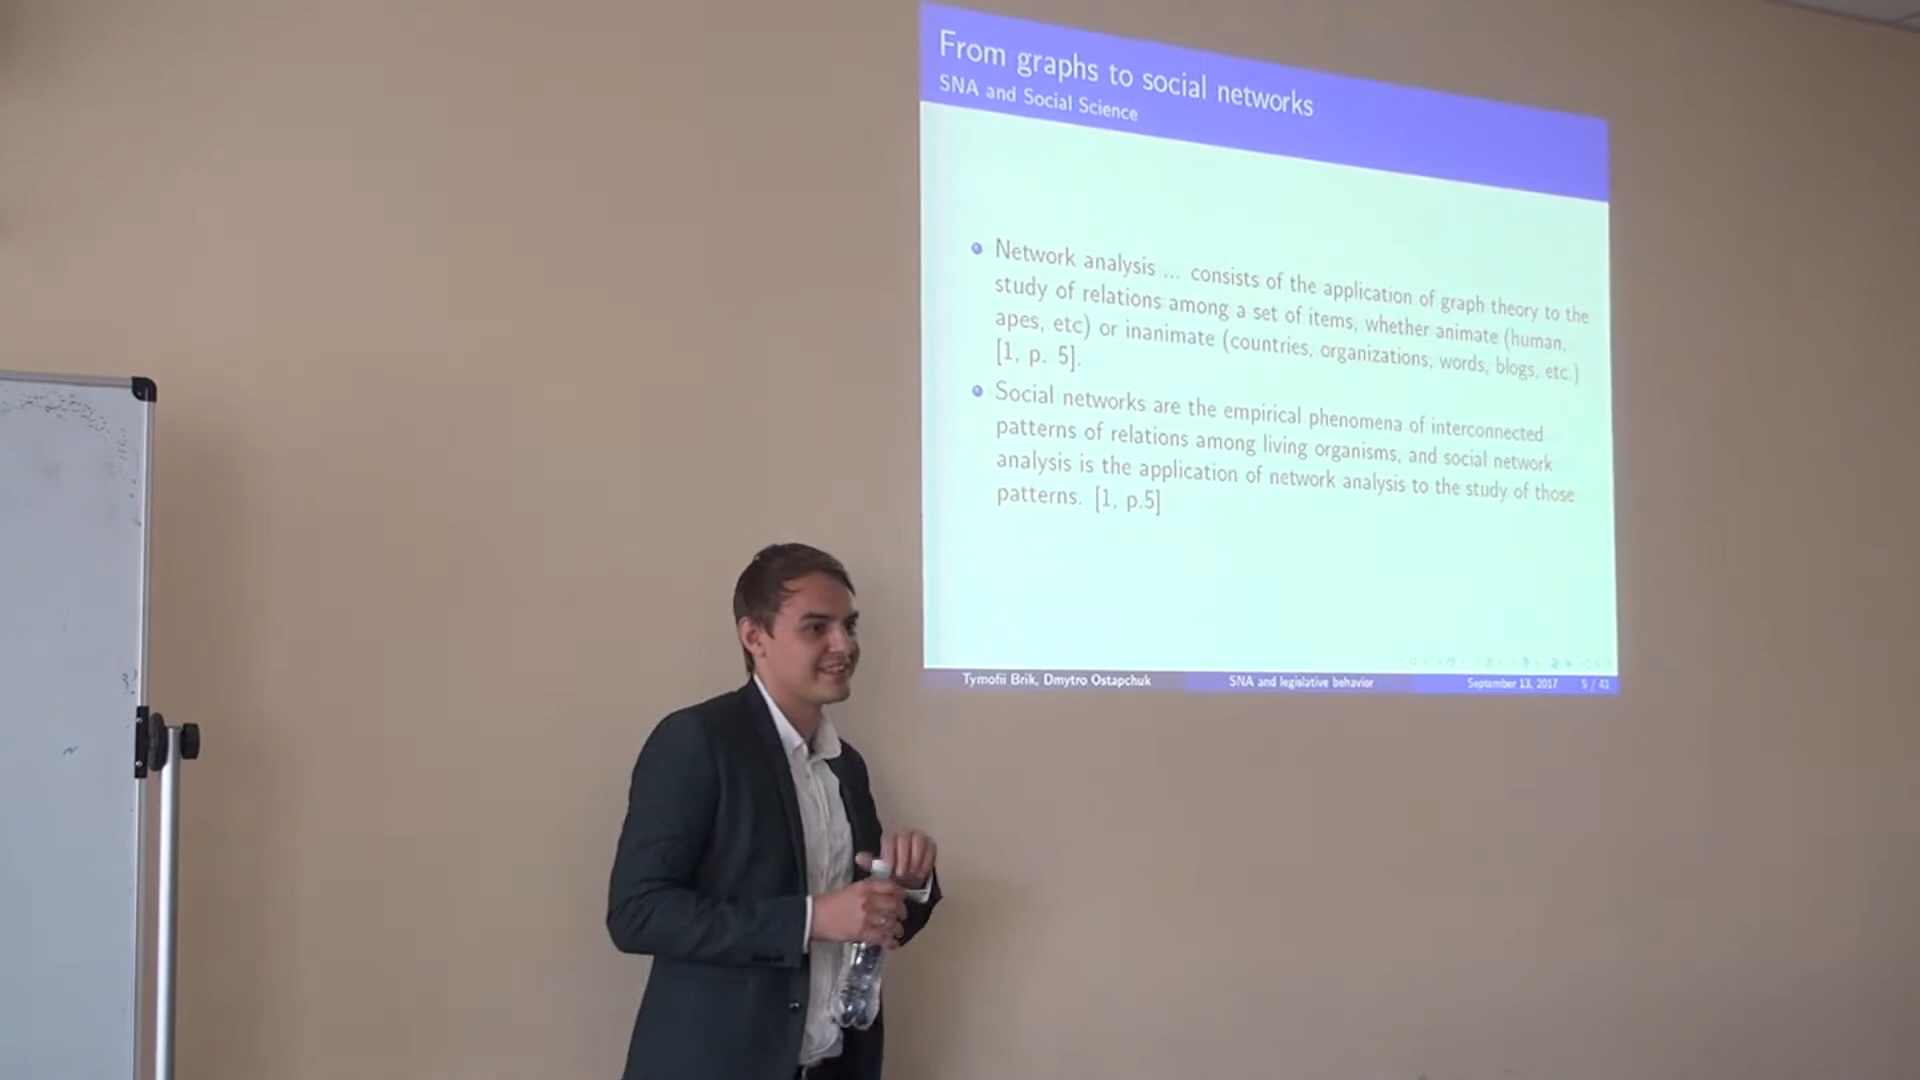 From graphs to social networks
SNA and Social Science
Network analysis ... consists of the application of graph theory to the
study of relations among a set of items, whether animate (human,
apes, etc) or inanimate (countries, organizations, words, blogs, etc.)
[1, p. 5].
Social networks are the empirical phenomena of interconnected
patterns of relations among living organisms, and social network
analysis is the application of network analysis to the study of those
patterns. [1, p.5]
Tymofii Brik, Dmytro Ostapchuk
SNA and legislative behavior
September 13, 2017
5 / 41